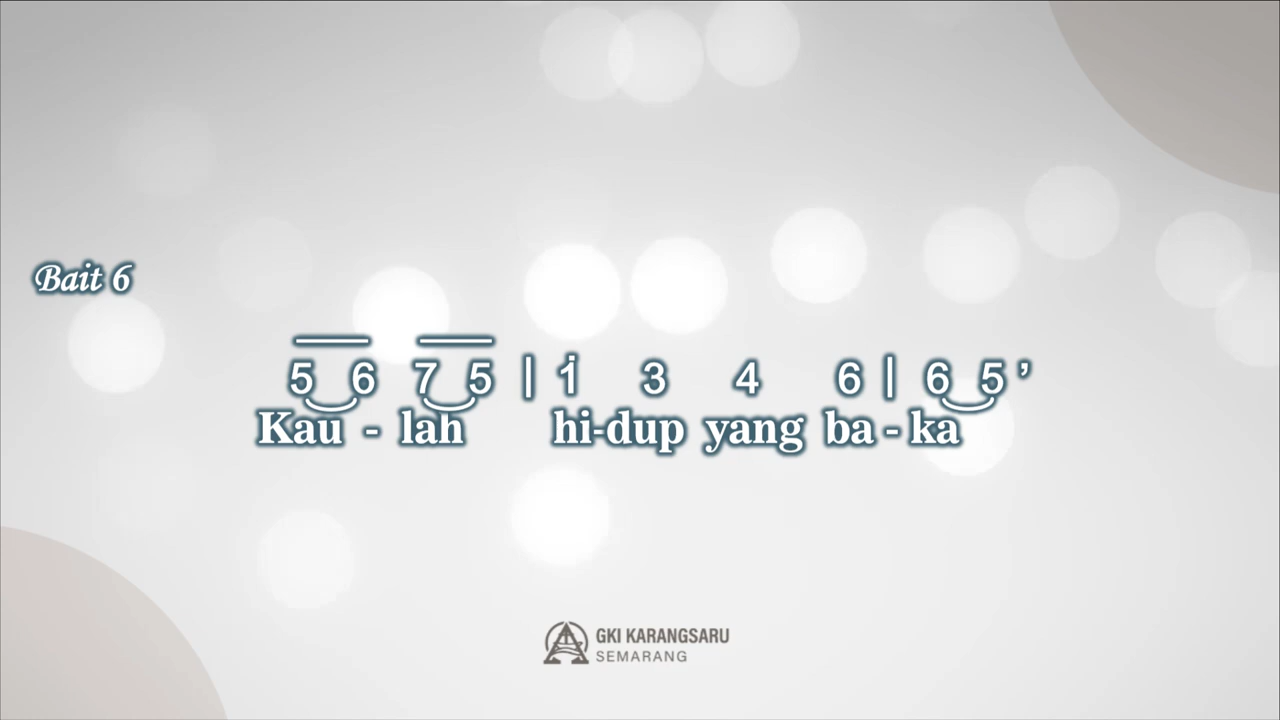 Bait 6
5 6 7 5 | 1̇ 3 4 6 | 6 5 ’
Kau - lah hi-dup yang ba - ka
GKI KARANGSARU
SEMARANG